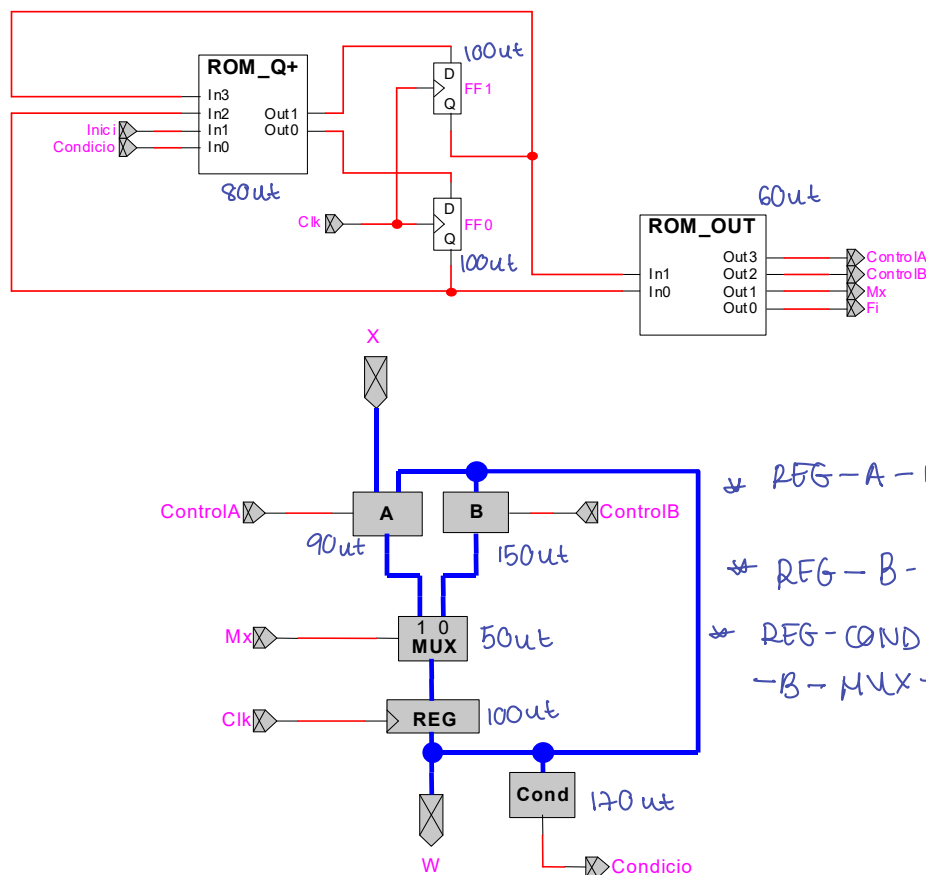 100ut
ROM_Q+
D
FF1
In3
In2
Out1
Q
Inici
In1
Out0
Condicio
In0
80ut
60ut
D
ROM_OUT
Clk
FF0
Q
Out3
ControlA
100ut
In1
Out2
ControlB
In0
Out1
Mx
Out0
Fi
X
* REG-A-
ControlA
A
B
ControlB
90ut
150ut
* REG-B-
1 0
Mx
MUX
50ut
* REG-COND
-B-MUX-
Clk
REG
100ut
Cond
170ut
W
Condicio